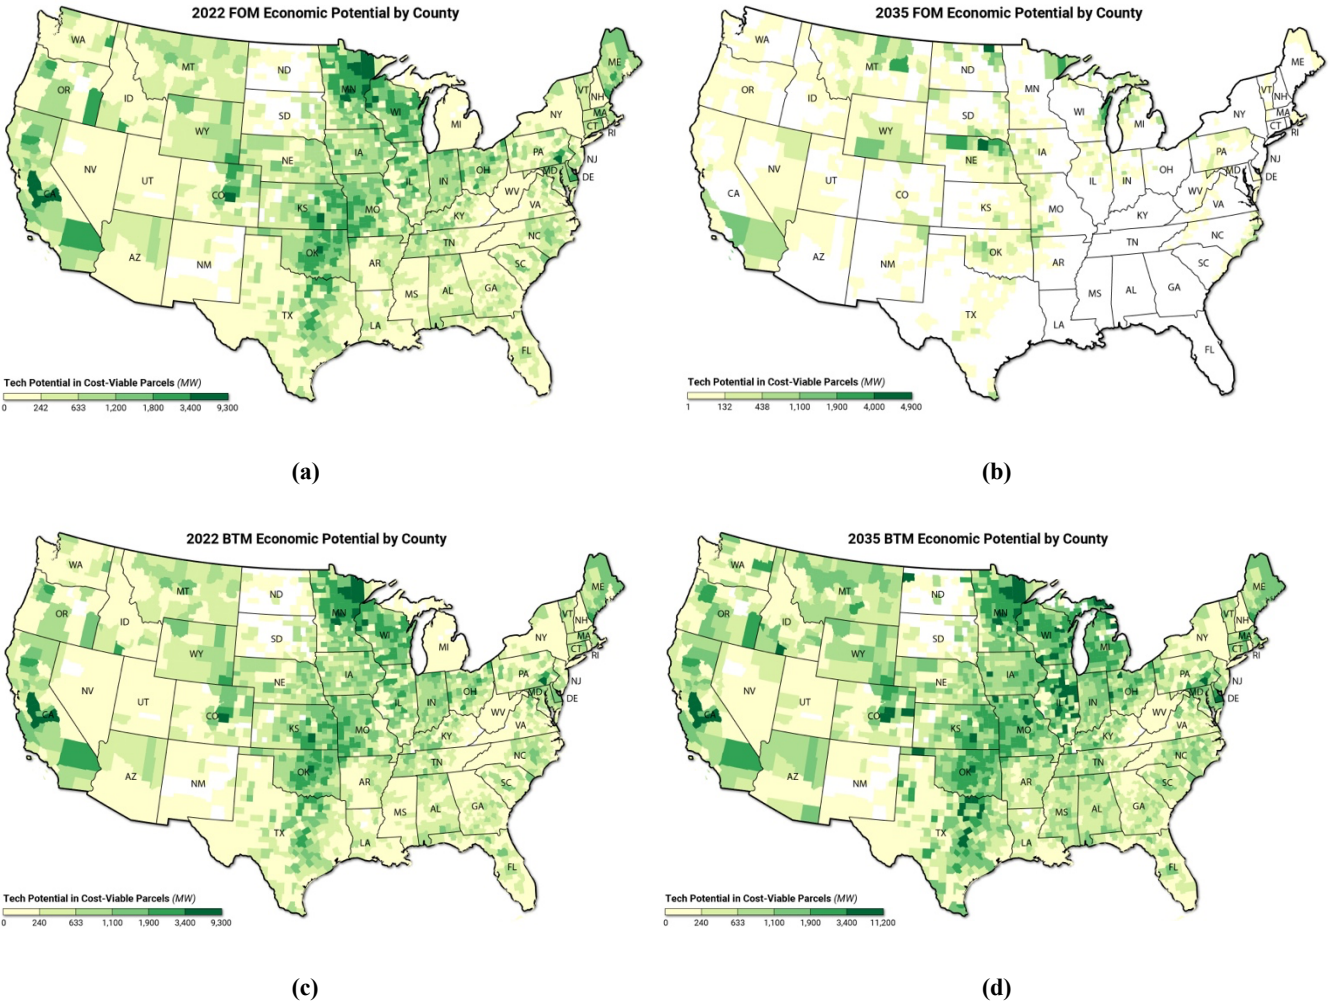 2022 FOM Economic Potential by County
WA
MT
ND
MN
ME
OR
ID
WY
SD
WI
MI
NY
VT
NH
MA
CT
RI
NV
UT
CO
NE
IA
IL
IN
OH
PA
NJ
MD
DE
CA
AZ
NM
KS
MO
KY
WV
VA
OK
AR
TN
NC
SC
TX
LA
MS
AL
GA
FL
Tech Potential in Cost-Viable Parcels (MW)
0 242 633 1,200 1,800 3,400 9,300
(a)
2035 FOM Economic Potential by County
WA
MT
ND
MN
ME
OR
ID
WY
SD
WI
MI
NY
VT
NH
MA
CT
RI
NV
UT
CO
NE
IA
IL
IN
OH
PA
NJ
MD
DE
CA
AZ
NM
KS
MO
KY
WV
VA
OK
AR
TN
NC
SC
TX
LA
MS
AL
GA
FL
Tech Potential in Cost-Viable Parcels (MW)
1 132 438 1,100 1,900 4,000 4,900
(b)
2022 BTM Economic Potential by County
WA
MT
ND
MN
ME
OR
ID
WY
SD
WI
MI
NY
VT
NH
MA
CT
RI
NV
UT
CO
NE
IA
IL
IN
OH
PA
NJ
MD
DE
CA
AZ
NM
KS
MO
KY
WV
VA
OK
AR
TN
NC
SC
TX
LA
MS
AL
GA
FL
Tech Potential in Cost-Viable Parcels (MW)
0 240 633 1,100 1,900 3,400 9,300
(c)
2035 BTM Economic Potential by County
WA
MT
ND
MN
ME
OR
ID
WY
SD
WI
MI
NY
VT
NH
MA
CT
RI
NV
UT
CO
NE
IA
IL
IN
OH
PA
NJ
MD
DE
CA
AZ
NM
KS
MO
KY
WV
VA
OK
AR
TN
NC
SC
TX
LA
MS
AL
GA
FL
Tech Potential in Cost-Viable Parcels (MW)
0 240 633 1,100 1,900 3,400 11,200
(d)